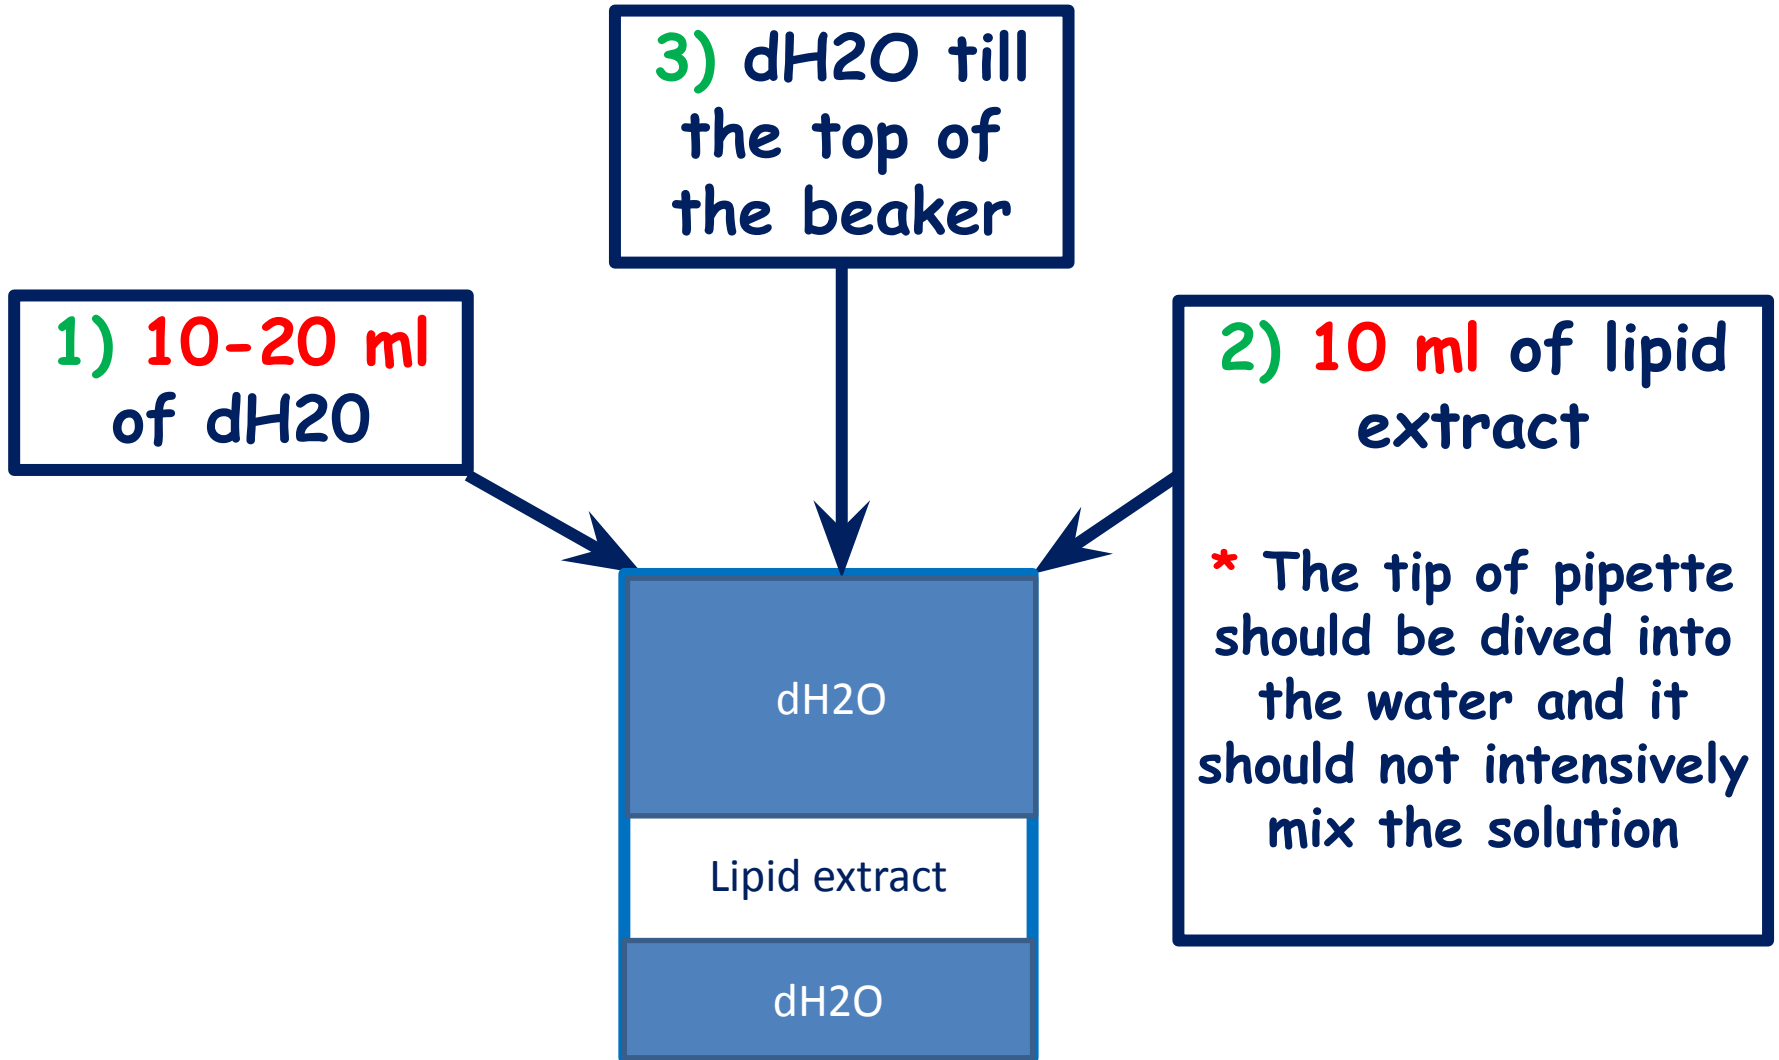 3) dH2O till
the top of
the beaker
1) 10-20 ml
of dH20
2) 10 ml of lipid
extract
* The tip of pipette
should be dived into
the water and it
should not intensively
mix the solution
dH2O
Lipid extract
dH2O